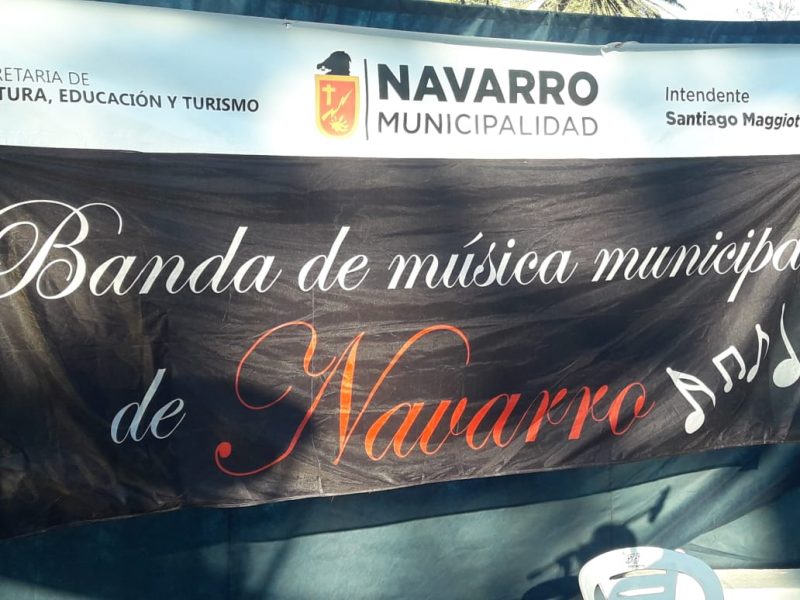 RETARIA DE
TURA, EDUCACIÓN Y TURISMO
NAVARRO
MUNICIPALIDAD
Intendente
Santiago Maggiot
Banda de música municipa
de Navarro